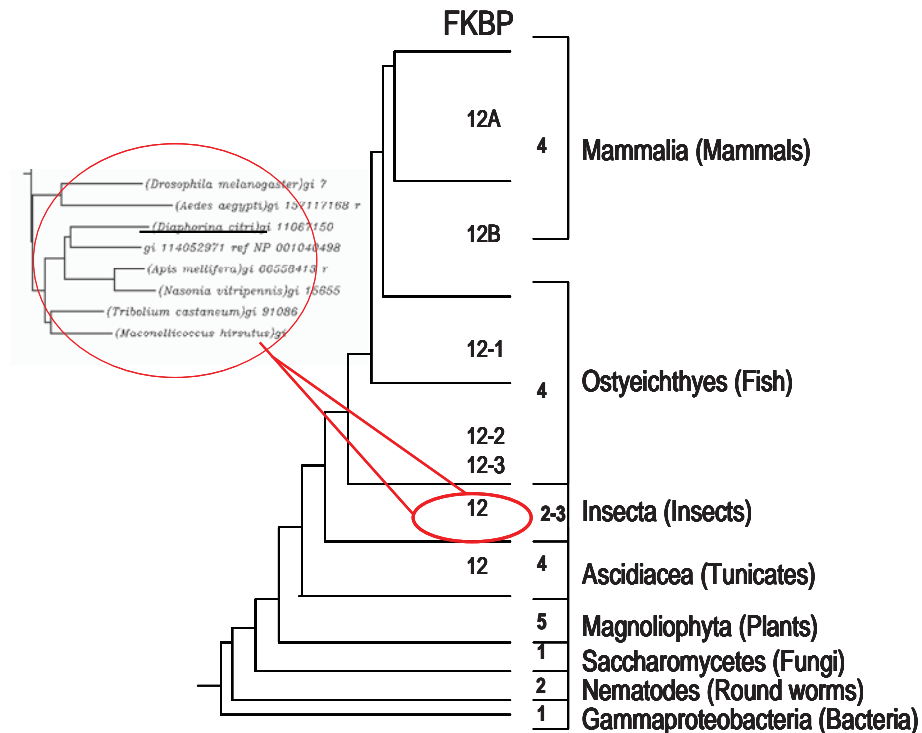 FKBP
12A
4
Mammalia (Mammals)
12B
(Drosophila melanogaster)gi 7
(Aedes aegypti)gi 157117168 r
(Diaphorina citri)gi 11067150
gi 114052971 ref NP 001040498
(Apis mellifera)gi 66558413 r
(Nasonia vitripennis)gi 15655
(Tribolium castaneum)gi 91086
(Maconellicoccus hirsutus)gi
12-1
4
Ostyeichthyes (Fish)
12-2
12-3
12
2-3
Insecta (Insects)
12
4
Ascidiacea (Tunicates)
5
Magnoliophyta (Plants)
1
Saccharomycetes (Fungi)
2
Nematodes (Round worms)
1
Gammaproteobacteria (Bacteria)